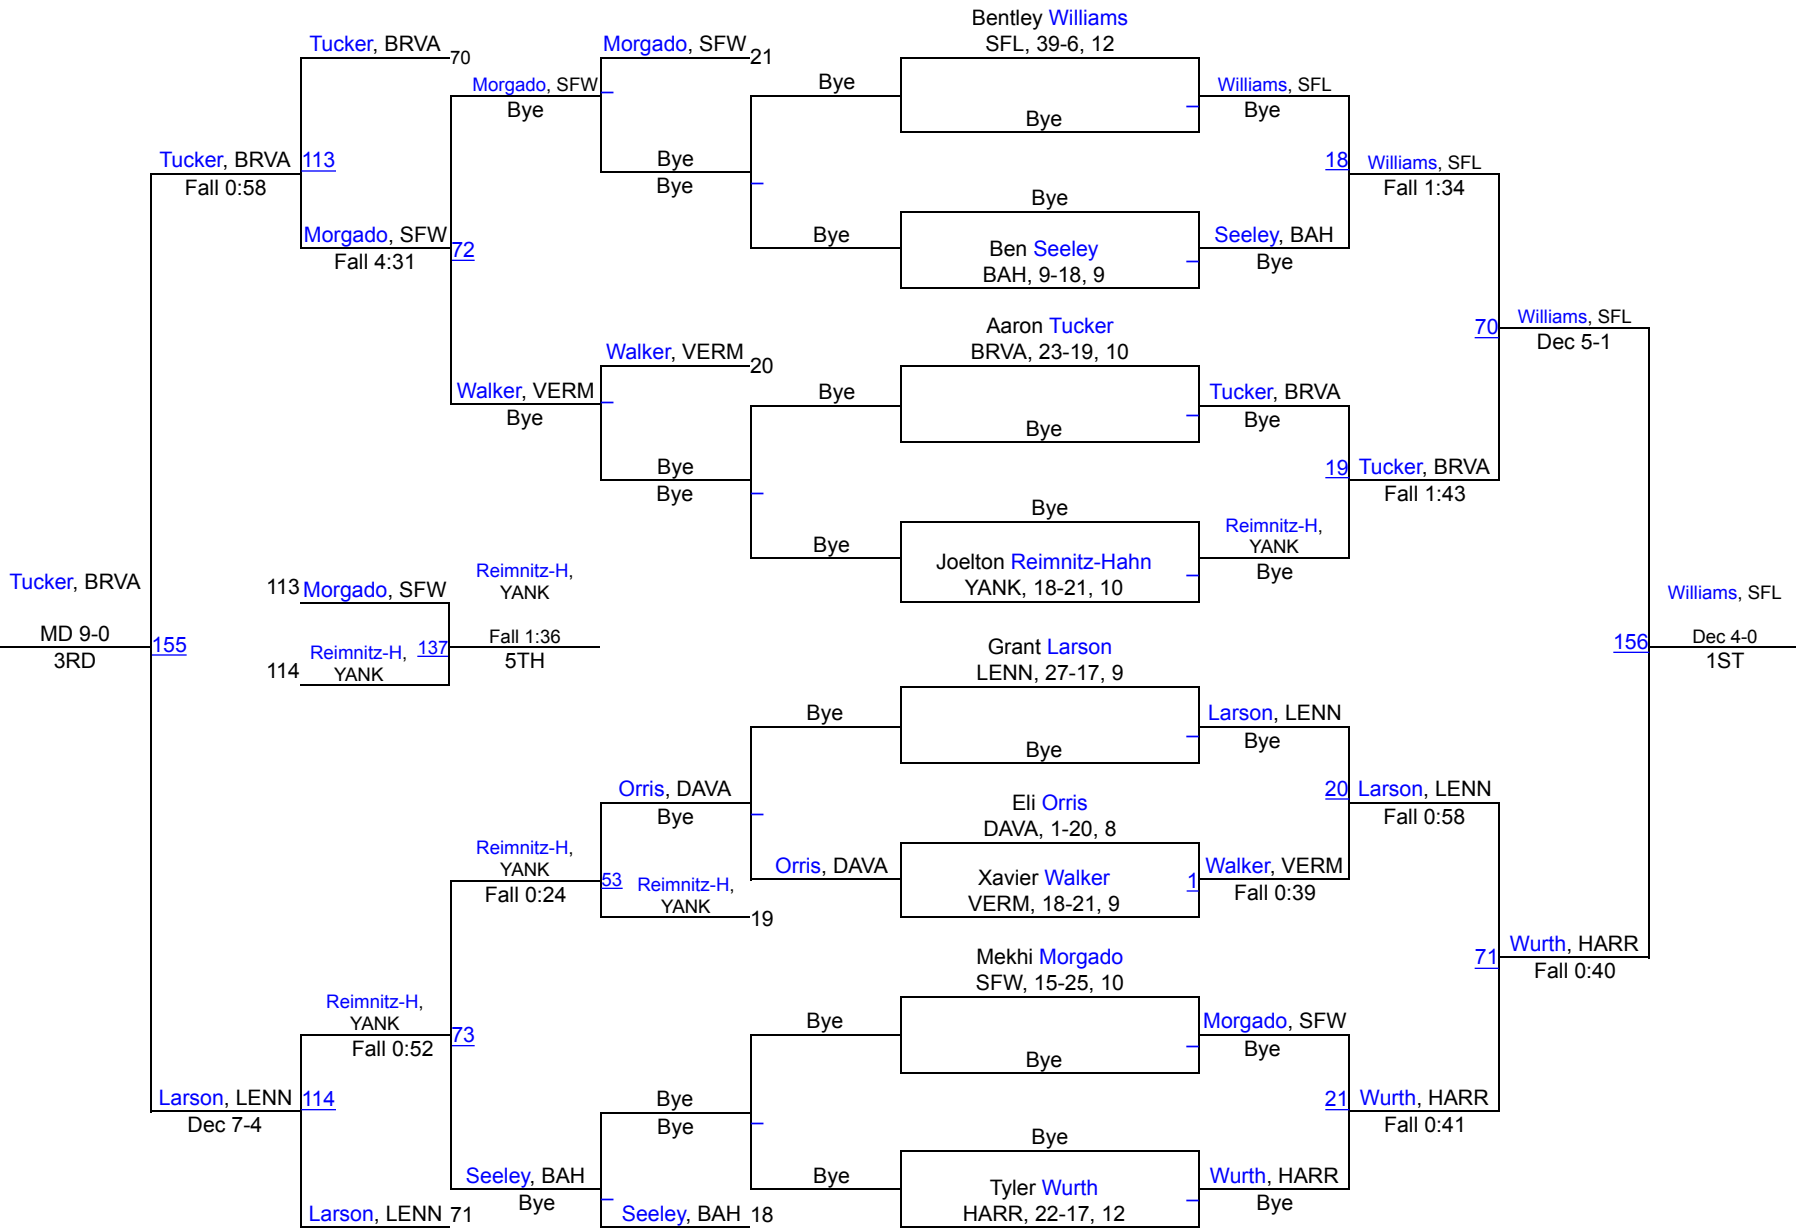 Bentley Williams
SFL, 39-6, 12
Bye
Bye
Ben Seeley
BAH, 9-18, 9
Aaron Tucker
BRVA, 23-19, 10
Bye
Bye
Joelton Reimnitz-Hahn
YANK, 18-21, 10
Grant Larson
LENN, 27-17, 9
Bye
Eli Orris
DAVA, 1-20, 8
Xavier Walker
VERM, 18-21, 9
1
Mekhi Morgado
SFW, 15-25, 10
Bye
Bye
Tyler Wurth
HARR, 22-17, 12
Williams, SFL
Bye
18
Seeley, BAH
Bye
Tucker, BRVA
Bye
19
Reimnitz-H,
YANK
Bye
Larson, LENN
Bye
20
Walker, VERM
Fall 0:39
Morgado, SFW
Bye
21
Wurth, HARR
Bye
Williams, SFL
Fall 1:34
70
Tucker, BRVA
Fall 1:43
Larson, LENN
Fall 0:58
71
Wurth, HARR
Fall 0:41
Williams, SFL
Dec 5-1
156
Wurth, HARR
Fall 0:40
Williams, SFL
Dec 4-0
1ST
Bye
Bye
Bye
Bye
Bye
Orris, DAVA
Bye
Bye
Morgado, SFW
21
Bye
Bye
Walker, VERM
20
Bye
Bye
Orris, DAVA
Bye
53
Reimnitz-H,
YANK
19
Bye
Bye
Seeley, BAH 18
Morgado, SFW
Bye
72
Walker, VERM
Bye
Reimnitz-H,
YANK
Fall 0:24
73
Seeley, BAH
Bye
Tucker, BRVA
70
113
Morgado, SFW
Fall 4:31
Reimnitz-H,
YANK
Fall 0:52
114
Larson, LENN 71
Tucker, BRVA
Fall 0:58
155
Larson, LENN
Dec 7-4
Tucker, BRVA
MD 9-0
3RD
113 Morgado, SFW
Reimnitz-H,
YANK
114
137
Reimnitz-H,
YANK
Fall 1:36
5TH